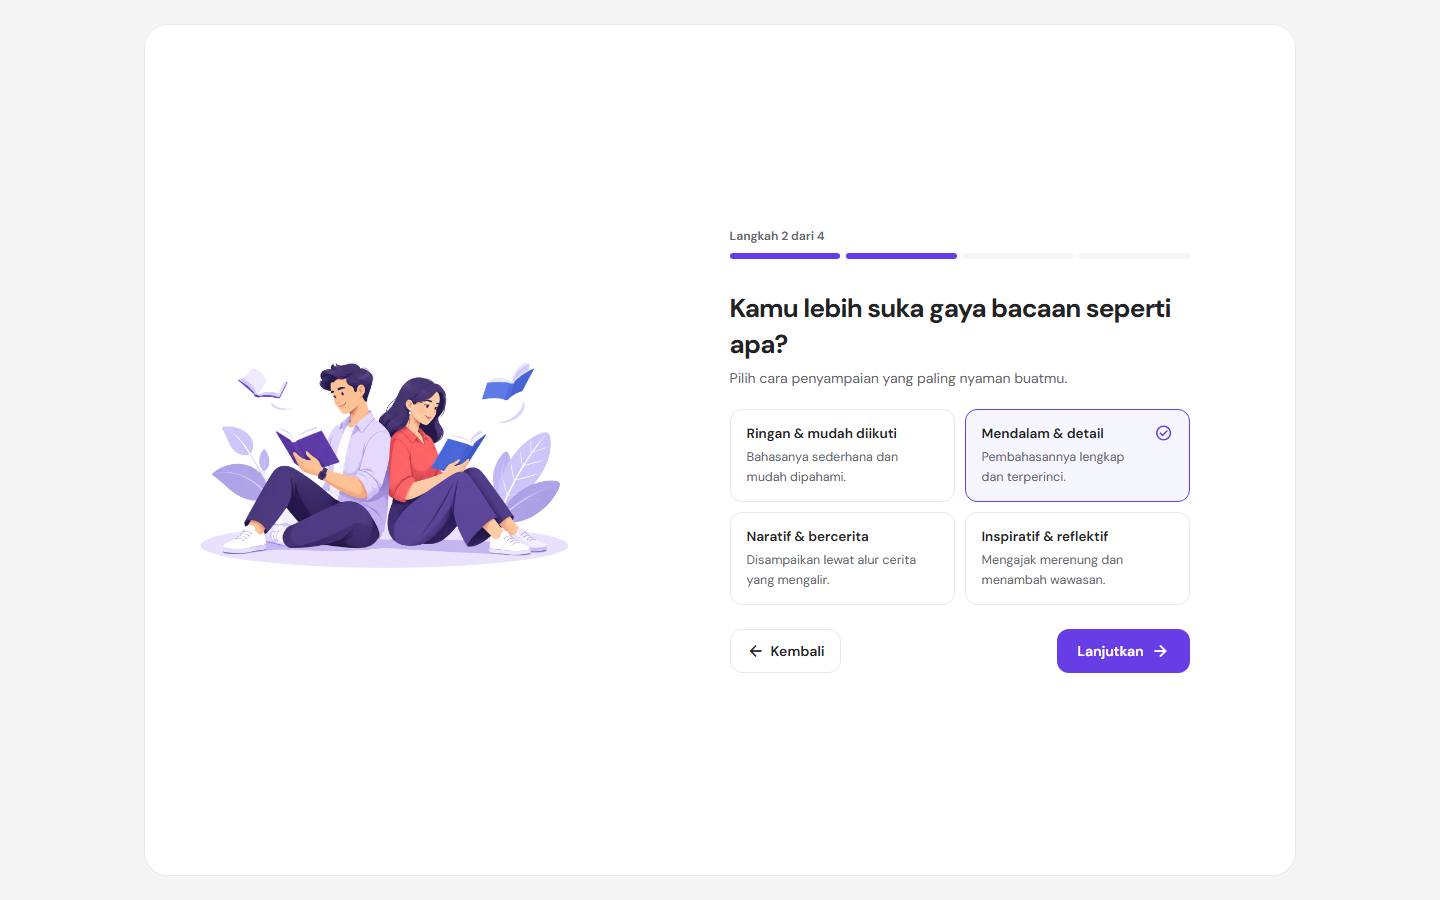 Langkah 2 dari 4
Kamu lebih suka gaya bacaan seperti
apa?
Pilih cara penyampaian yang paling nyaman buatmu.
Ringan & mudah diikuti
Bahasanya sederhana dan
mudah dipahami.
Mendalam & detail
Pembahasannya lengkap
dan terperinci.
Naratif & bercerita
Disampaikan lewat alur cerita
yang mengalir.
Inspiratif & reflektif
Mengajak merenung dan
menambah wawasan.
Kembali
Lanjutkan